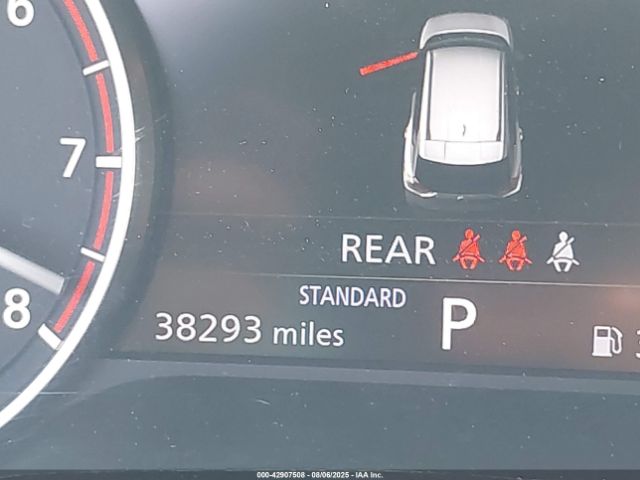 6
7
REAR
STANDARD
8
38293 miles
P
000-42907508 - 08/06/2025 - IAA Inc.